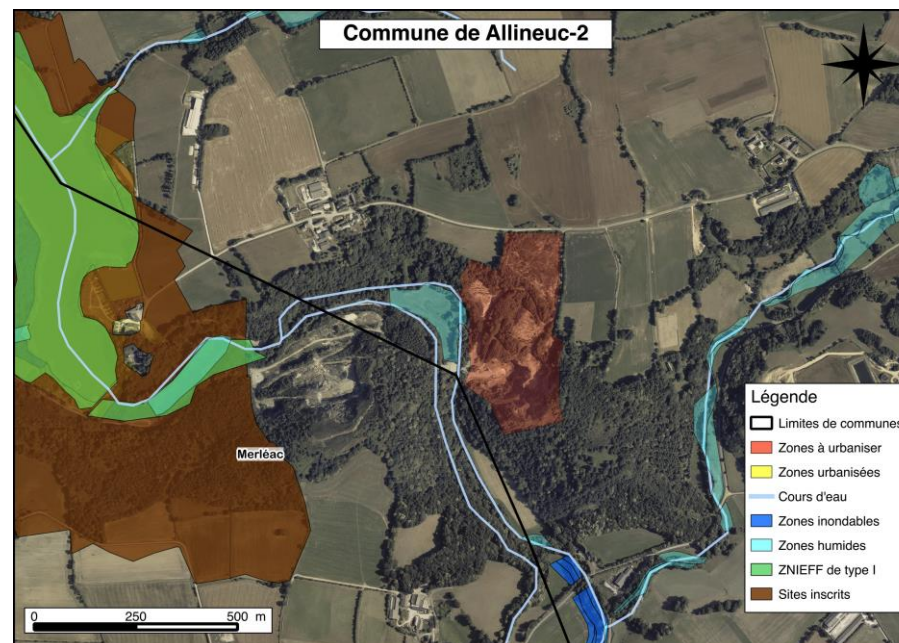 Commune de Allineuc-2
Merléac
Légende
Limites de communes
Zones à urbaniser
Zones urbanisées
Cours d'eau
Zones inondables
Zones humides
ZNIEFF de type I
Sites inscrits
0 250 500 m